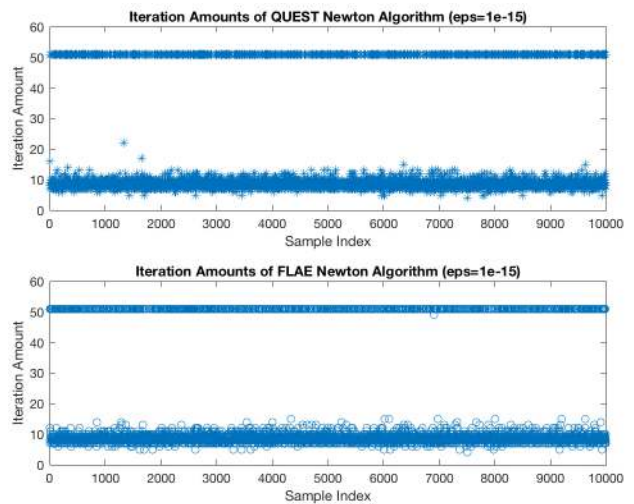 Iteration Amounts of QUEST Newton Algorithm (eps=1e-15)
60
50
40
30
20
10
0
Iteration Amount
0 1000 2000 3000 4000 5000 6000 7000 8000 9000 10000
Sample Index
Iteration Amounts of FLAE Newton Algorithm (eps=1e-15)
60
50
40
30
20
10
0
Iteration Amount
0 1000 2000 3000 4000 5000 6000 7000 8000 9000 10000
Sample Index